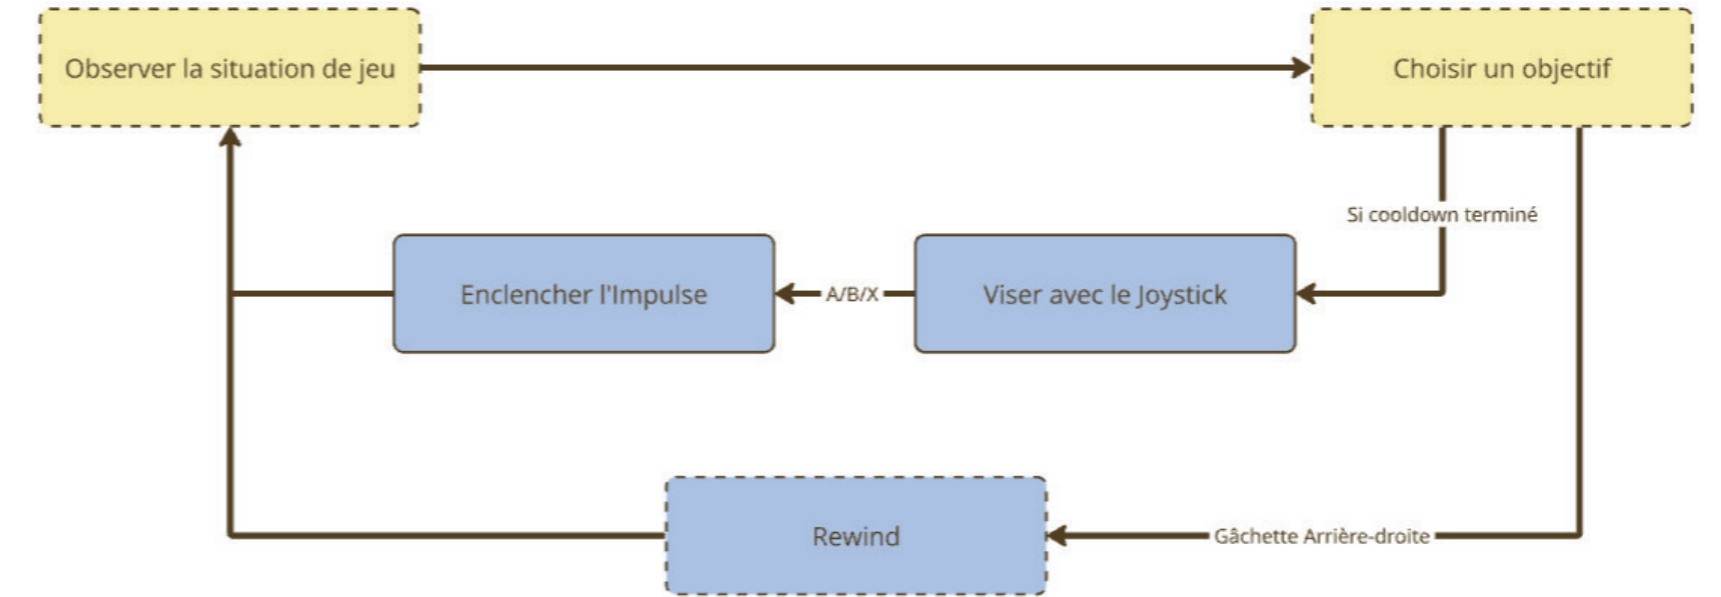 Observer la situation de jeu
Choisir un objectif
Si cooldown terminé
Enclencher l'Impulse
A/B/X
Viser avec le Joystick
Rewind
Gâchette Arrière-droite